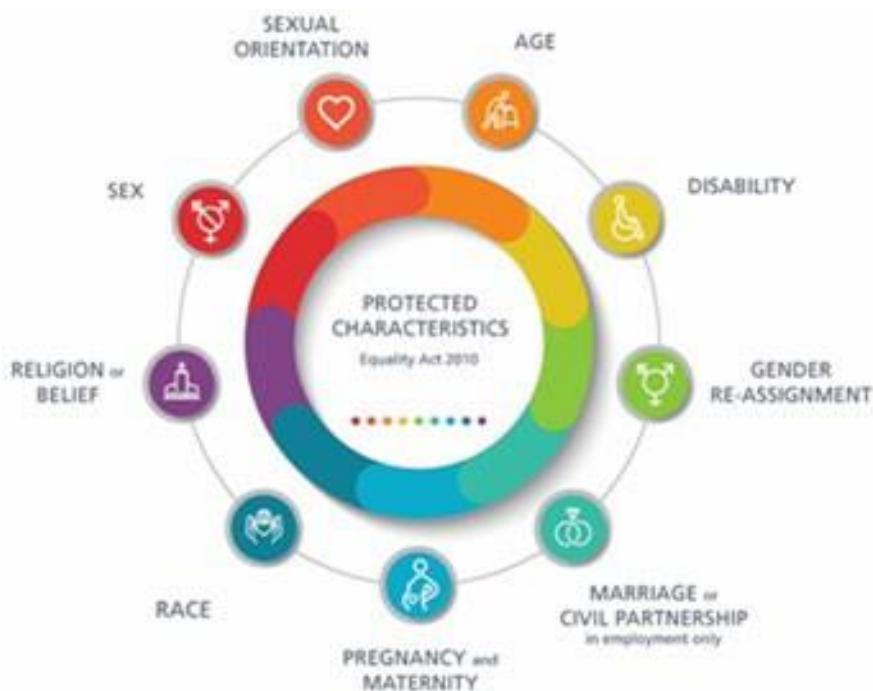 PROTECTED
CHARACTERISTICS
Equality Act 2010
SEXUAL
ORIENTATION
AGE
DISABILITY
GENDER
RE-ASSIGNMENT
MARRIAGE or
CIVIL PARTNERSHIP
in employment only
PREGNANCY and
MATERNITY
RACE
RELIGION or
BELIEF
SEX